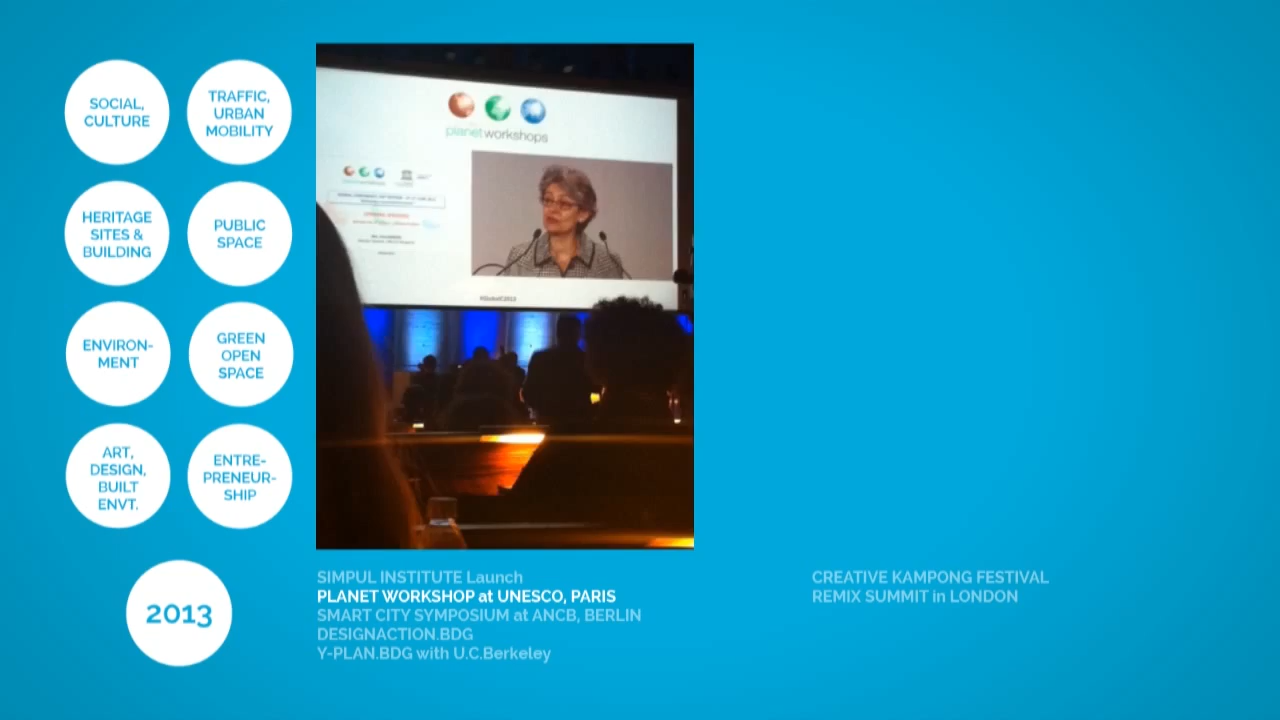 SOCIAL,
CULTURE
TRAFFIC,
URBAN
MOBILITY
HERITAGE
SITES &
BUILDING
PUBLIC
SPACE
ENVIRON-
MENT
GREEN
OPEN
SPACE
ART,
DESIGN,
BUILT
ENVT.
ENTRE-
PRENEUR-
SHIP
2013
planetworkshops
SIMPUL INSTITUTE Launch
PLANET WORKSHOP at UNESCO, PARIS
SMART CITY SYMPOSIUM at ANCB, BERLIN
DESIGNACTION.BDG
Y-PLAN.BDG with U.C.Berkeley
CREATIVE KAMPONG FESTIVAL
REMIX SUMMIT in LONDON